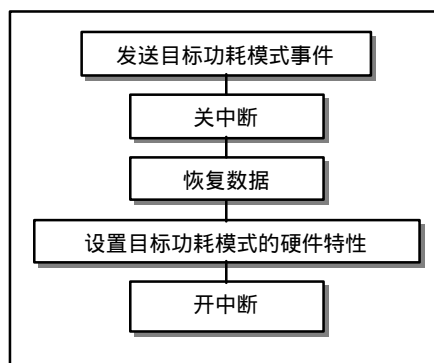 发送目标功耗模式事件
关中断
恢复数据
设置目标功耗模式的硬件特性
开中断